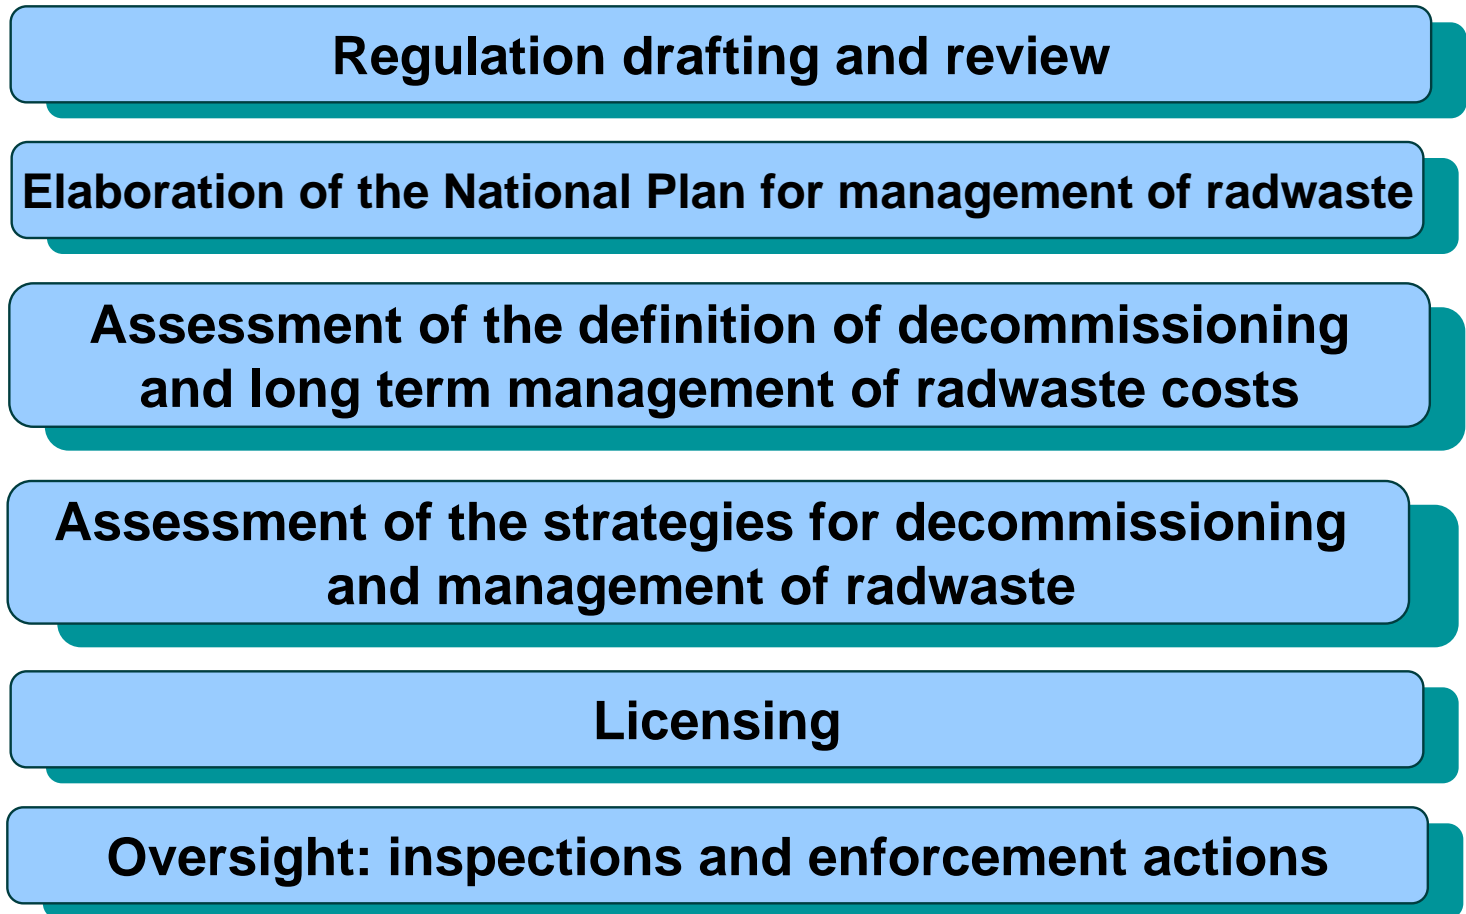 Regulation drafting and review
Elaboration of the National Plan for management of radwaste
Assessment of the definition of decommissioning
and long term management of radwaste costs
Assessment of the strategies for decommissioning
and management of radwaste
Licensing
Oversight: inspections and enforcement actions